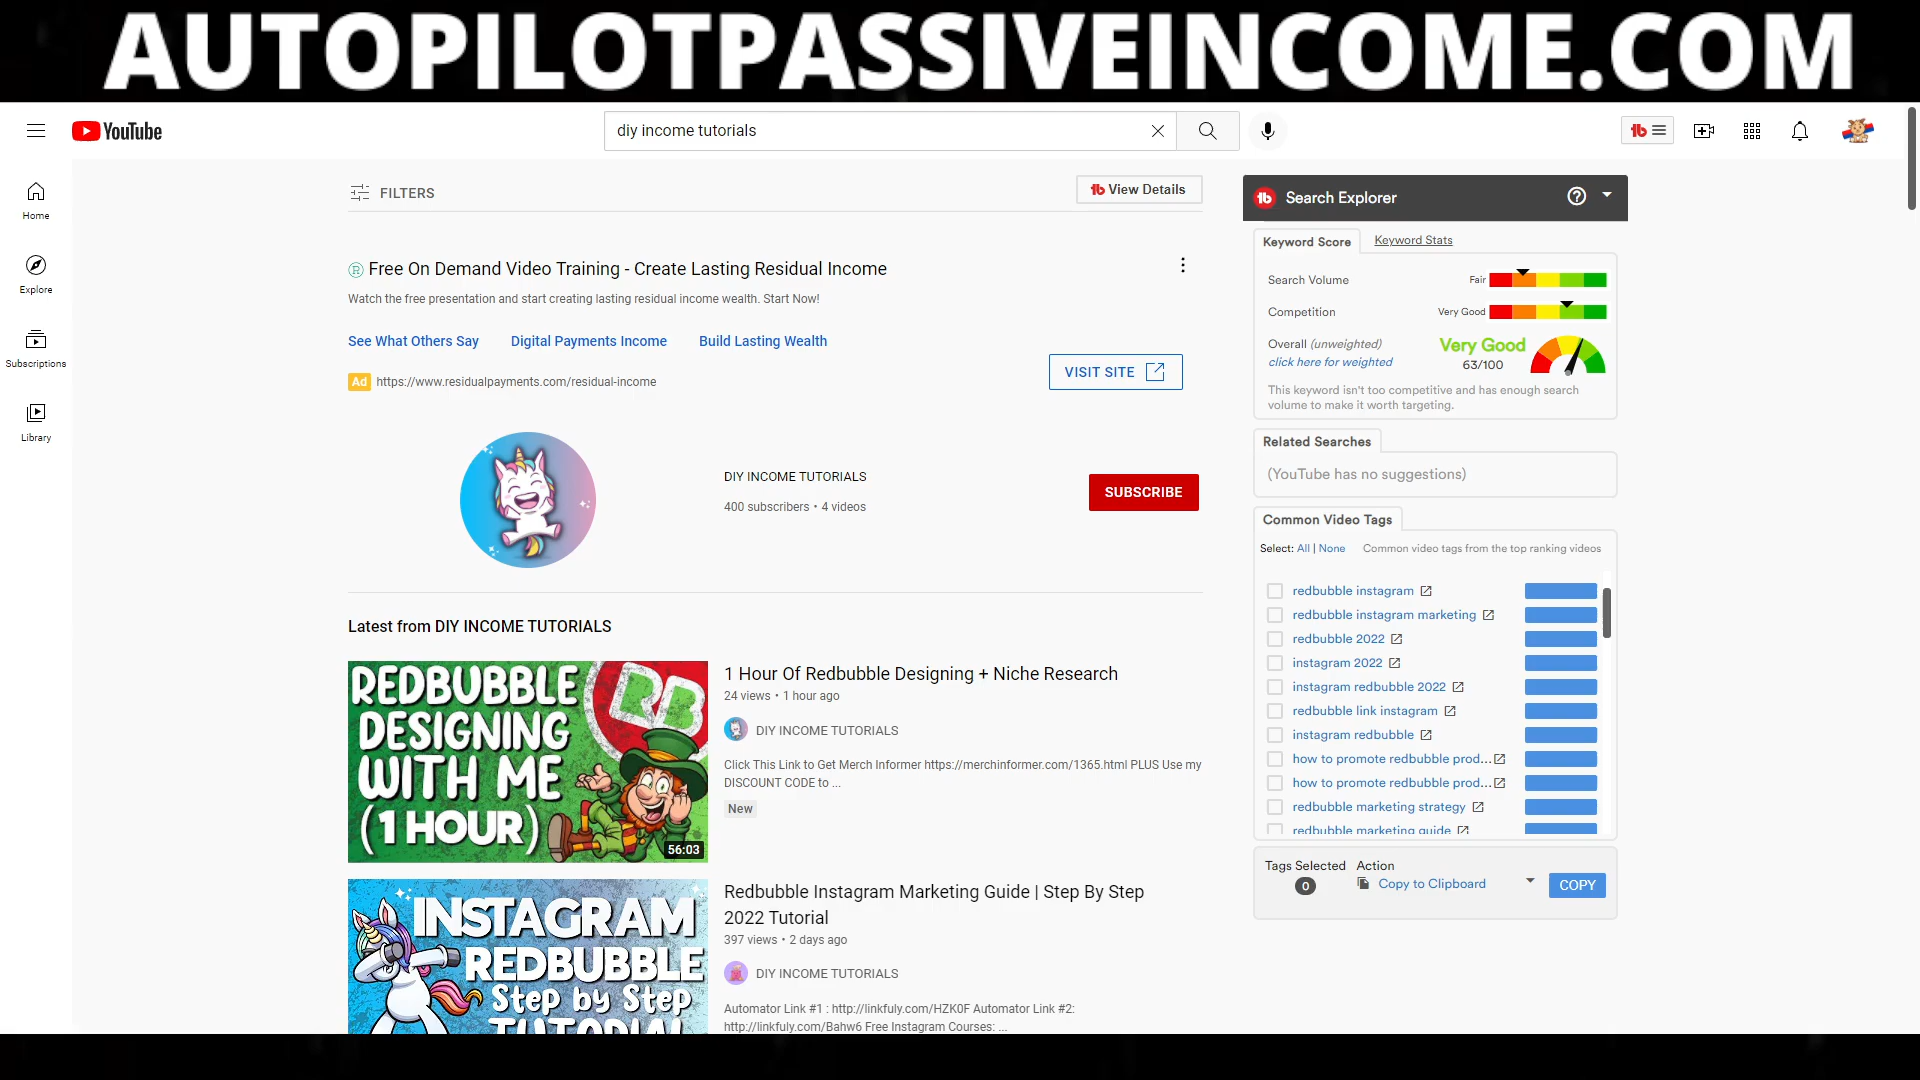 AUTOPILOTPASSIVEINCOME.COM
YouTube
diy income tutorials
Home
Explore
Subscriptions
Library
FILTERS
View Details
Free On Demand Video Training - Create Lasting Residual Income
Watch the free presentation and start creating lasting residual income wealth. Start Now!
See What Others Say
Digital Payments Income
Build Lasting Wealth
VISIT SITE
Ad
https://www.residualpayments.com/residual-income
DIY INCOME TUTORIALS
400 subscribers • 4 videos
SUBSCRIBE
Latest from DIY INCOME TUTORIALS
REDBUBBLE
DESIGNING
WITH ME
(1 HOUR)
RB
56:03
1 Hour Of Redbubble Designing + Niche Research
24 views • 1 hour ago
DIY INCOME TUTORIALS
Click This Link to Get Merch Informer https://merchinformer.com/1365.html PLUS Use my
DISCOUNT CODE to ...
New
INSTAGRAM
REDBUBBLE
Step by Step
TUTORIAL
Redbubble Instagram Marketing Guide | Step By Step
2022 Tutorial
397 views • 2 days ago
DIY INCOME TUTORIALS
Automator Link #1 : http://linkfuly.com/HZK0F Automator Link #2:
http://linkfuly.com/Bahw6 Free Instagram Courses: ...
tb
Search Explorer
Keyword Score
Keyword Stats
Search Volume
Fair
Competition
Very Good
Overall (unweighted)
click here for weighted
Very Good
63/100
This keyword isn't too competitive and has enough search
volume to make it worth targeting.
Related Searches
(YouTube has no suggestions)
Common Video Tags
Select: All | None
Common video tags from the top ranking videos
redbubble instagram
redbubble instagram marketing
redbubble 2022
instagram 2022
instagram redbubble 2022
redbubble link instagram
instagram redbubble
how to promote redbubble prod...
how to promote redbubble prod...
redbubble marketing strategy
redbubble marketing guide
Tags Selected
0
Action
Copy to Clipboard
COPY